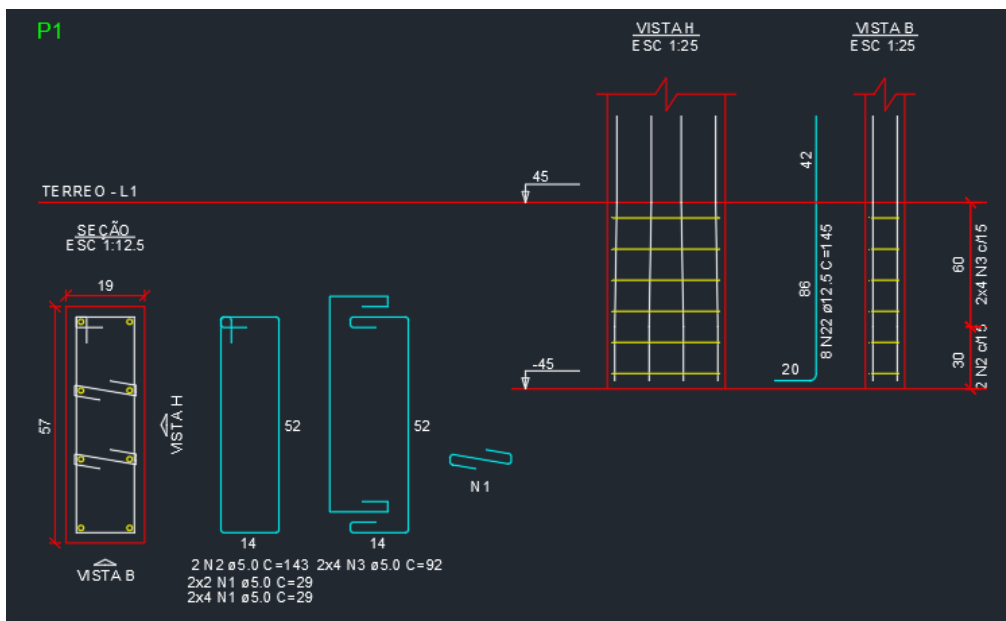 P1
VISTA H
ESC 1:25
VISTA B
ESC 1:25
TERREO - L1
45
42
SEÇÃO
ESC 1:12.5
19
57
VISTA H
VISTA B
52
14
52
14
N1
2 N2 ø5.0 C=143
2x4 N3 ø5.0 C=92
2x2 N1 ø5.0 C=29
2x4 N1 ø5.0 C=29
-45
86
8 N22 ø12.5 C=145
20
60
2x4 N3 c/15
30
2 N2 c/15